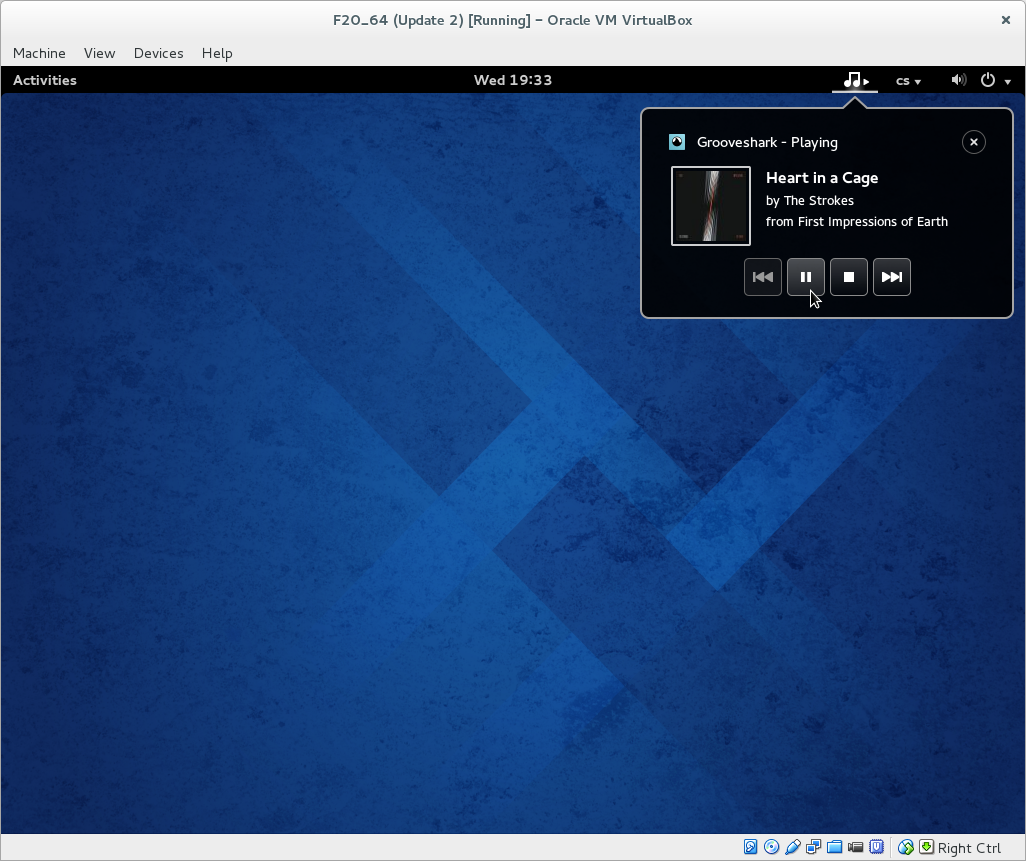 F20_64 (Update 2) [Running] – Oracle VM VirtualBox
Machine View Devices Help
Activities Wed 19:33 cs
Grooveshark - Playing
Heart in a Cage
by The Strokes
from First Impressions of Earth
Right Ctrl